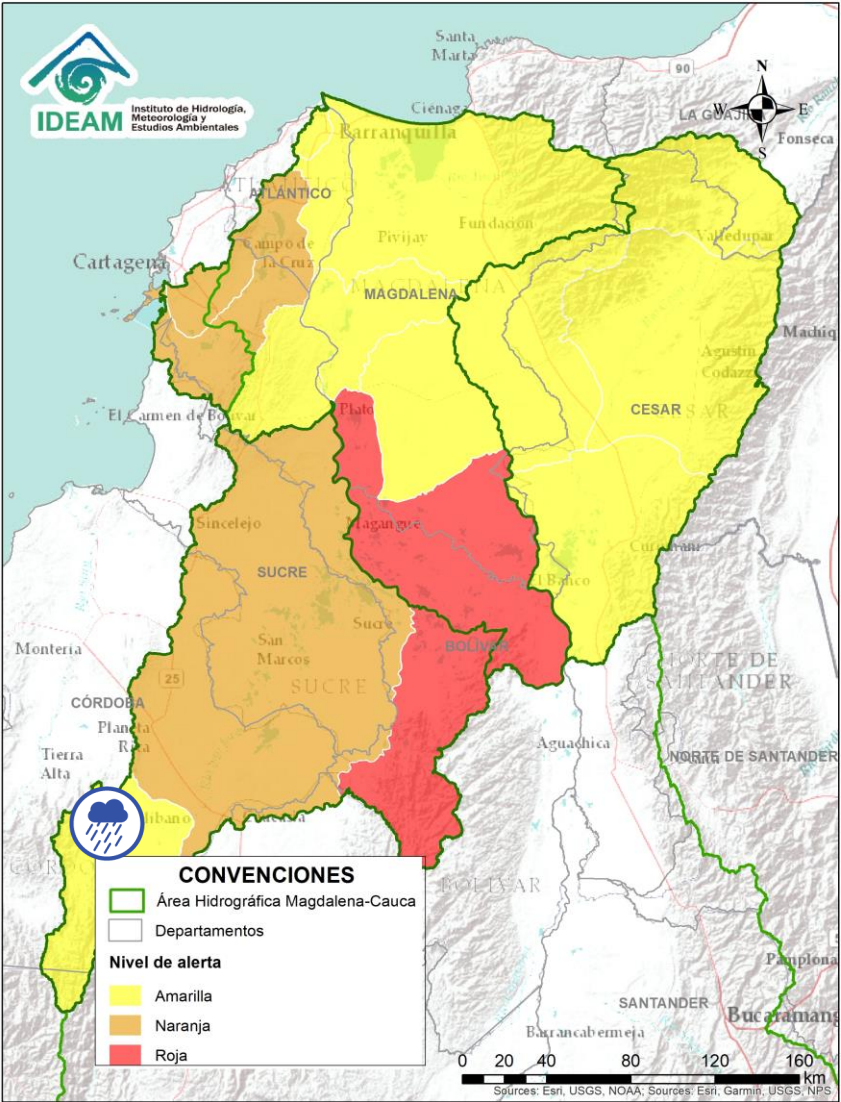 IDEAM
Instituto de Hidrología,
Meteorología y
Estudios Ambientales
Santa
Marta
90
N
W
E
S
Ciénaga
LA GUAJI
Fonseca
Barranquilla
ATLÁNTICO
Campo de
la Cruz
Pivijay
Fundación
Valledupar
Cartagena
MAGDALENA
Agustín
Codazzi
CESAR
El Carmen de Bolívar
Plato
Sincelejo
Magangué
SUCRE
El Banco
Sucre
BOLÍVAR
San
Marcos
SUCRE
Montería
25
CÓRDOBA
Planeta
Rica
Tierra
Alta
Aguachica
NORTE DE
SANTANDER
NORTE DE SANTANDER
BOLÍVAR
Pamplona
SANTANDER
Bucaramang
Barrancabermeja
CONVENCIONES
Área Hidrográfica Magdalena-Cauca
Departamentos
Nivel de alerta
Amarilla
Naranja
Roja
0 20 40 80 120 160
km
Sources: Esri, USGS, NOAA; Sources: Esri, Garmin, USGS, NPS